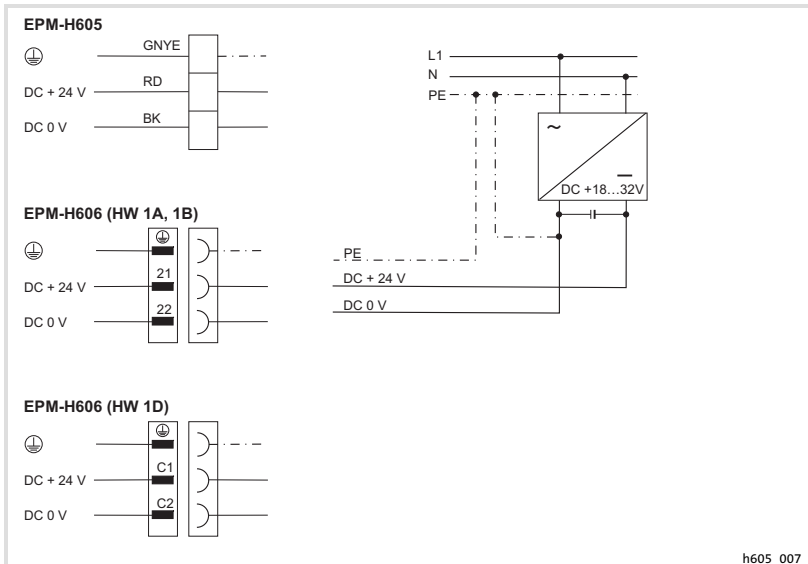 EPM-H605
GNYE
DC + 24 V
RD
DC 0 V
BK
EPM-H606 (HW 1A, 1B)
DC + 24 V
21
DC 0 V
22
EPM-H606 (HW 1D)
DC + 24 V
C1
DC 0 V
C2
L1
N
PE
~
DC +18...32V
PE
DC + 24 V
DC 0 V
h605_007